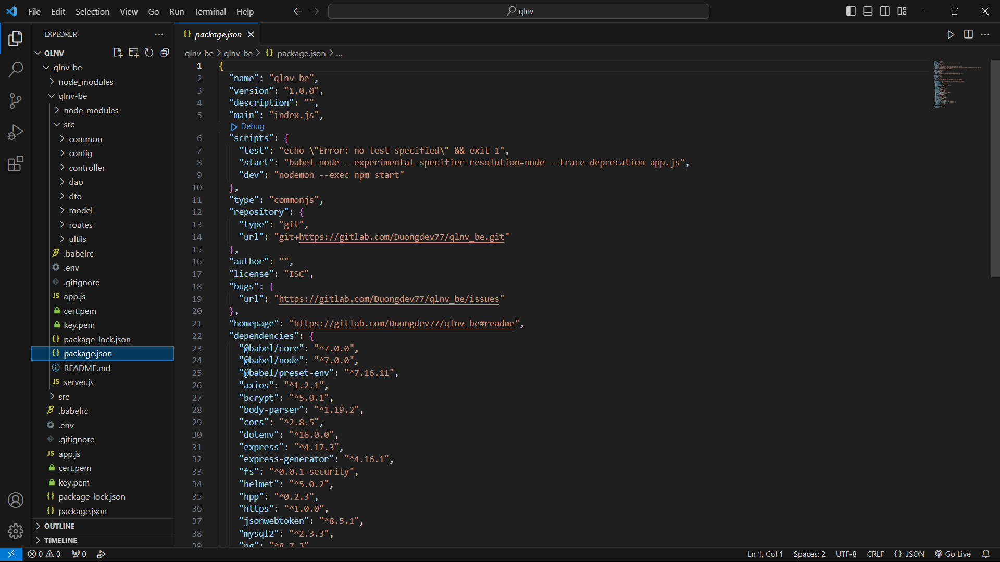 File Edit Selection View Go Run Terminal Help
qlnv
EXPLORER
package.json
QLNV
qlnv-be > qlnv-be > {} package.json > ...
qlnv-be
node_modules
qlnv-be
node_modules
src
common
config
controller
dao
dto
model
routes
ultils
.babelrc
.env
.gitignore
JS app.js
cert.pem
key.pem
{} package-lock.json
{} package.json
README.md
JS server.js
src
.babelrc
.env
.gitignore
JS app.js
cert.pem
key.pem
{} package-lock.json
{} package.json
OUTLINE
TIMELINE
1 {
2 "name": "qlnv_be",
3 "version": "1.0.0",
4 "description": "",
5 "main": "index.js",
Debug
6 "scripts": {
7 "test": "echo \"Error: no test specified\" && exit 1",
8 "start": "babel-node --experimental-specifier-resolution=node --trace-deprecation app.js",
9 "dev": "nodemon --exec npm start"
10 },
11 "type": "commonjs",
12 "repository": {
13 "type": "git",
14 "url": "git+https://gitlab.com/Duongdev77/qlnv_be.git"
15 },
16 "author": "",
17 "license": "ISC",
18 "bugs": {
19 "url": "https://gitlab.com/Duongdev77/qlnv_be/issues"
20 },
21 "homepage": "https://gitlab.com/Duongdev77/qlnv_be#readme",
22 "dependencies": {
23 "@babel/core": "^7.0.0",
24 "@babel/node": "^7.0.0",
25 "@babel/preset-env": "^7.16.11",
26 "axios": "^1.2.1",
27 "bcrypt": "^5.0.1",
28 "body-parser": "^1.19.2",
29 "cors": "^2.8.5",
30 "dotenv": "^16.0.0",
31 "express": "^4.17.3",
32 "express-generator": "^4.16.1",
33 "fs": "^0.0.1-security",
34 "helmet": "^5.0.2",
35 "hpp": "^0.2.3",
36 "https": "^1.0.0",
37 "jsonwebtoken": "^8.5.1",
38 "mysql2": "^2.3.3",
39
0 0 0
Ln 1, Col 1 Spaces: 2 UTF-8 CRLF {} JSON Go Live